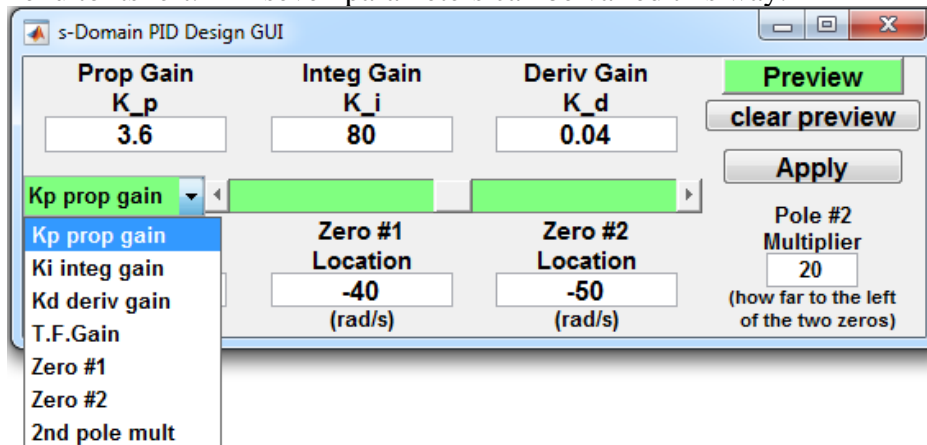 s-Domain PID Design GUI
Prop Gain Integ Gain Deriv Gain Preview
K_p K_i K_d clear preview
3.6 80 0.04
Apply
Kp prop gain
Kp prop gain Zero #1 Zero #2 Pole #2
Ki integ gain Location Location Multiplier
Kd deriv gain -40 -50 20
T.F.Gain (rad/s) (rad/s) (how far to the left
of the two zeros)
Zero #1
Zero #2
2nd pole mult